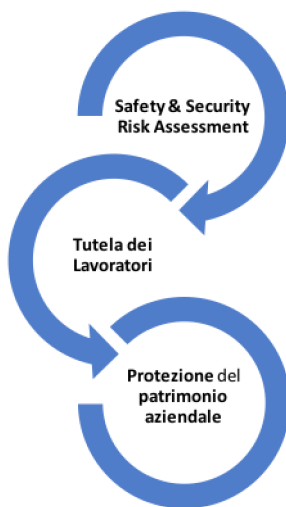 Safety & Security
Risk Assessment
Tutela dei
Lavoratori
Protezione del
patrimonio
aziendale